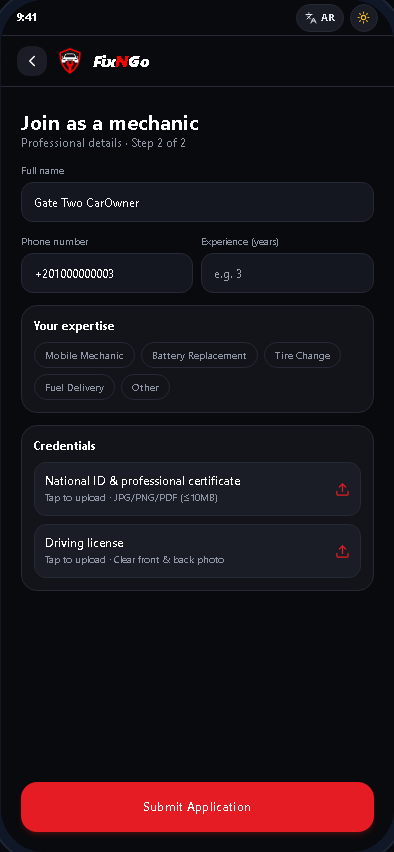 9:41
AR
FixNGo
Join as a mechanic
Professional details · Step 2 of 2
Full name
Gate Two CarOwner
Phone number
Experience (years)
+201000000003
e.g. 3
Your expertise
Mobile Mechanic
Battery Replacement
Tire Change
Fuel Delivery
Other
Credentials
National ID & professional certificate
Tap to upload · JPG/PNG/PDF (≤10MB)
Driving license
Tap to upload · Clear front & back photo
Submit Application